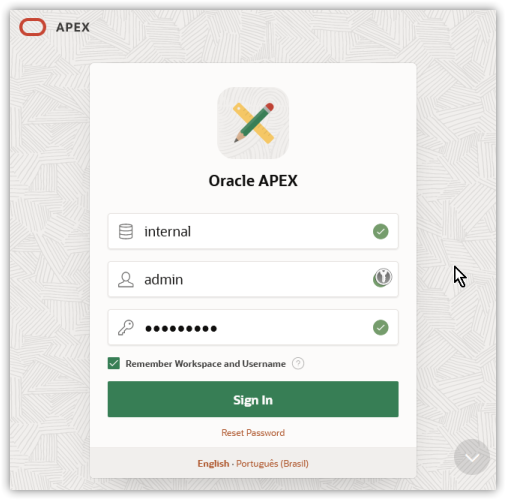 APEX
Oracle APEX
internal
admin
Remember Workspace and Username ?
Sign In
Reset Password
English · Português (Brasil)